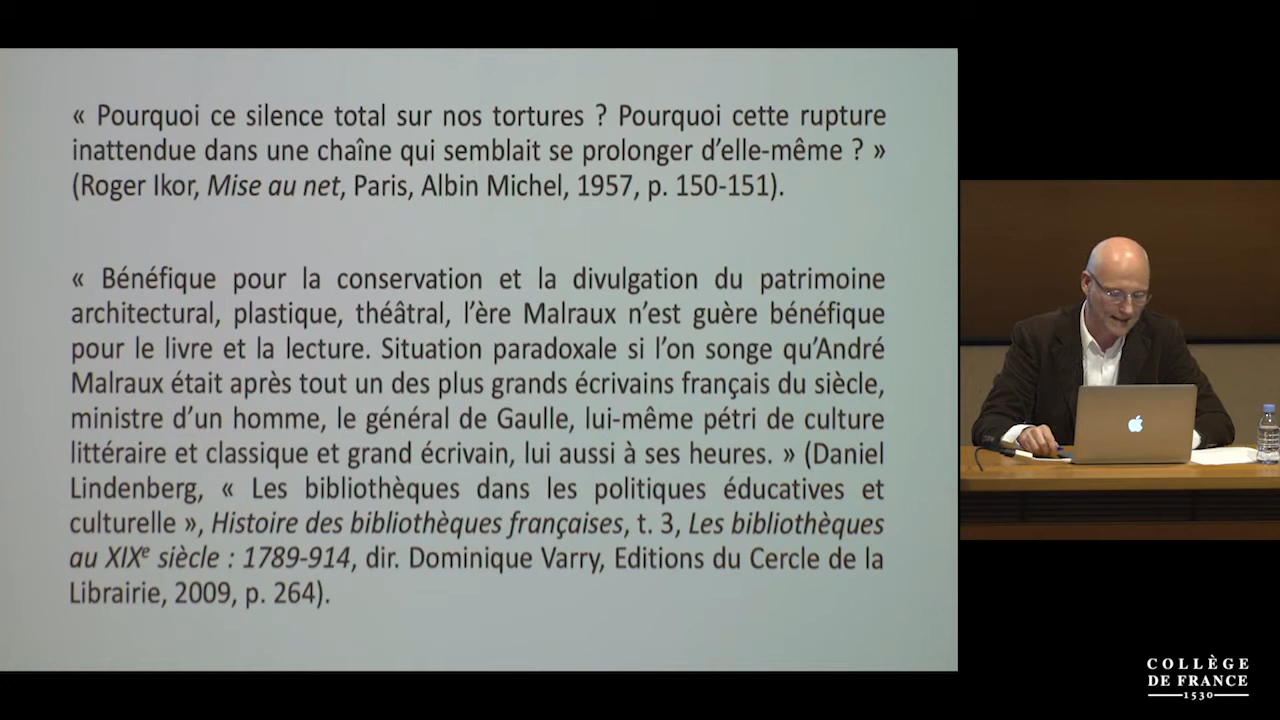 « Pourquoi ce silence total sur nos tortures ? Pourquoi cette rupture
inattendue dans une chaîne qui semblait se prolonger d’elle-même ? »
(Roger Ikor, Mise au net, Paris, Albin Michel, 1957, p. 150-151).
« Bénéfique pour la conservation et la divulgation du patrimoine
architectural, plastique, théâtral, l’ère Malraux n’est guère bénéfique
pour le livre et la lecture. Situation paradoxale si l’on songe qu’André
Malraux était après tout un des plus grands écrivains français du siècle,
ministre d’un homme, le général de Gaulle, lui-même pétri de culture
littéraire et classique et grand écrivain, lui aussi à ses heures. » (Daniel
Lindenberg, « Les bibliothèques dans les politiques éducatives et
culturelle », Histoire des bibliothèques françaises, t. 3, Les bibliothèques
au XIXe siècle : 1789-914, dir. Dominique Varry, Editions du Cercle de la
Librairie, 2009, p. 264).
COLLÈGE
DE FRANCE
1530